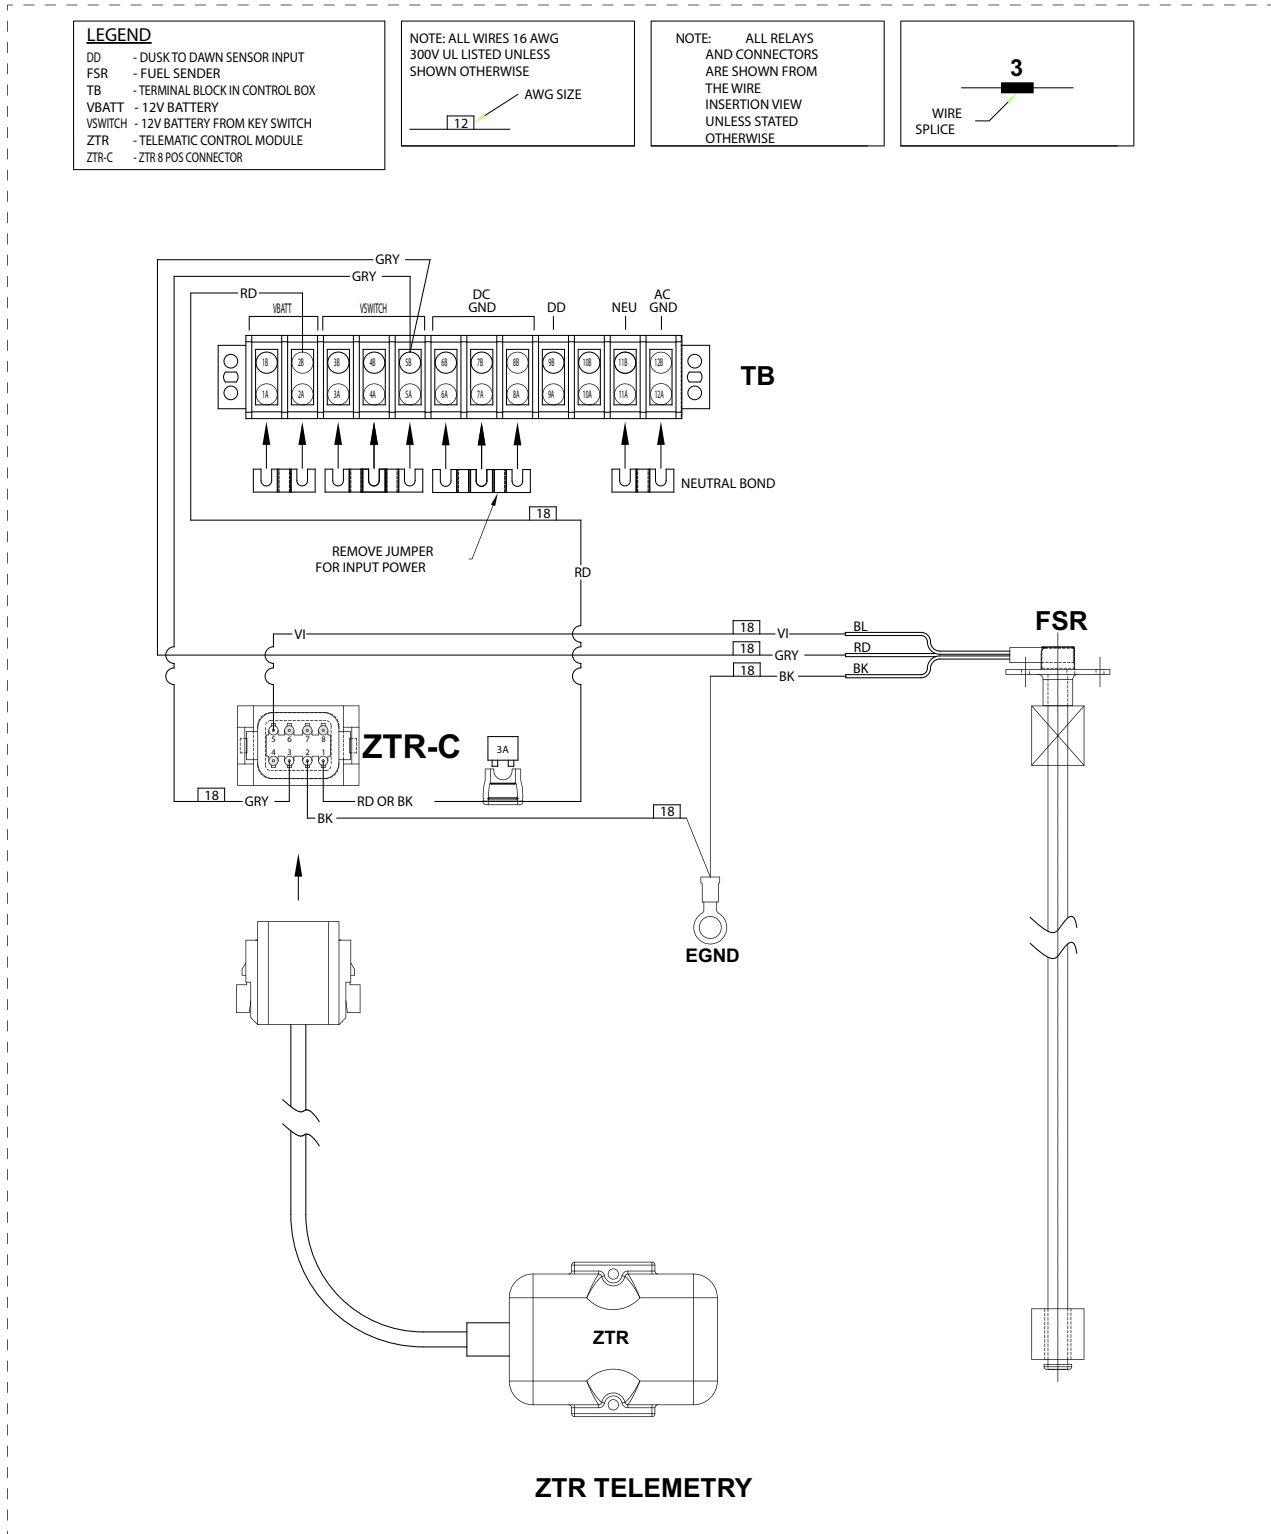 LEGEND
DD - DUSK TO DAWN SENSOR INPUT
FSR - FUEL SENDER
TB - TERMINAL BLOCK IN CONTROL BOX
VBATT - 12V BATTERY
VSWITCH - 12V BATTERY FROM KEY SWITCH
ZTR - TELEMATIC CONTROL MODULE
ZTR-C - ZTR 8 POS CONNECTOR
NOTE: ALL WIRES 16 AWG
300V UL LISTED UNLESS
SHOWN OTHERWISE
AWG SIZE
12
NOTE: ALL RELAYS
AND CONNECTORS
ARE SHOWN FROM
THE WIRE
INSERTION VIEW
UNLESS STATED
OTHERWISE
3
WIRE
SPLICE
GRY
GRY
RD
VBATT
VSWITCH
DC
GND
DD
NEU
AC
GND
1B 2B 3B 4B 5B 6B 7B 8B 9B 10B 11B 12B
1A 2A 3A 4A 5A 6A 7A 8A 9A 10A 11A 12A
TB
NEUTRAL BOND
18
REMOVE JUMPER
FOR INPUT POWER
RD
VI
18 VI BL
18 GRY RD
18 BK BK
FSR
5 6 7 8
4 3 2 1
ZTR-C
3A
18 GRY
RD OR BK
BK
18
EGND
ZTR
ZTR TELEMETRY